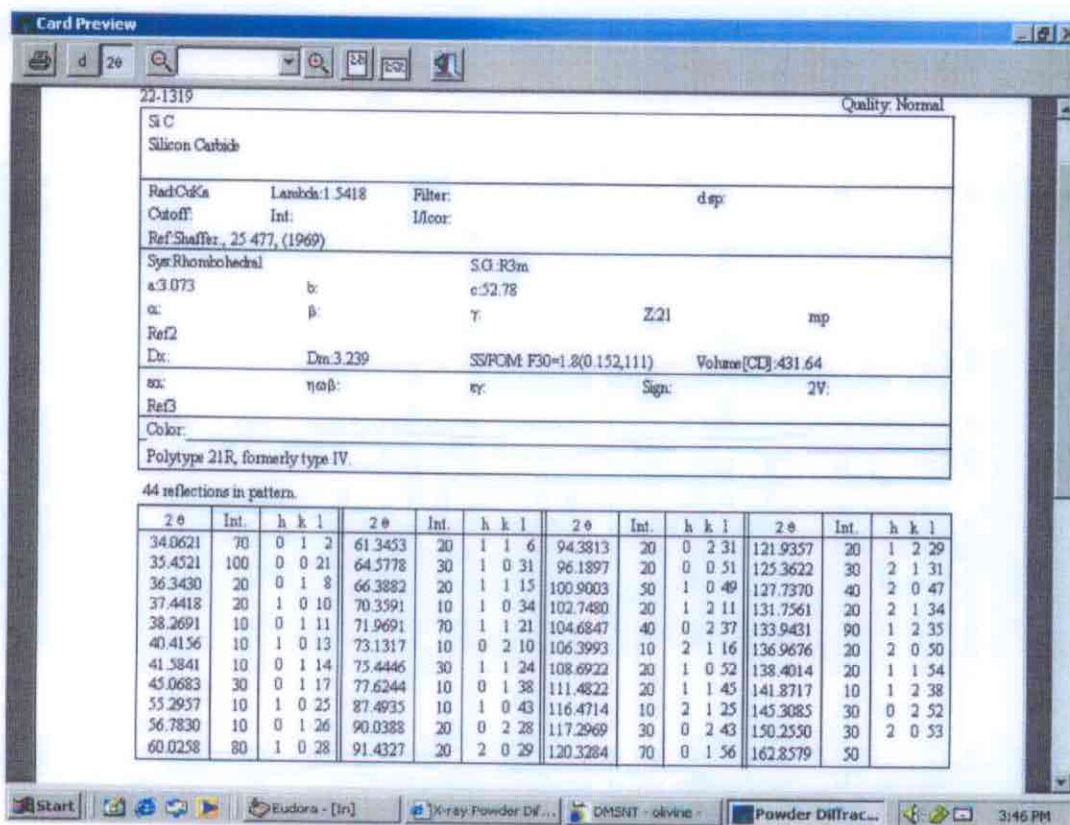 Card Preview
d 2θ
22-1319 Quality: Normal
Si C
Silicon Carbide
Rad:CuKa Lambda:1.5418 Filter: d sp:
Cutoff: Int: I/Icor:
Ref:Shaffer., 25 477, (1969)
Sys:Rhombohedral S.G.:R3m
a:3.073 b: c:52.78
α: β: γ: Z:21 mp
Ref2
Dx: Dm:3.239 SS/FOM: F30=1.8(0.152,111) Volume[CD]:431.64
εα: ηωβ: εγ: Sign: 2V:
Ref3
Color:
Polytype 21R, formerly type IV.
44 reflections in pattern.
2 θ Int. h k l 2 θ Int. h k l 2 θ Int. h k l 2 θ Int. h k l
34.0621 70 0 1 2 61.3453 20 1 1 6 94.3813 20 0 2 31 121.9357 20 1 2 29
35.4521 100 0 0 21 64.5778 30 1 0 31 96.1897 20 0 0 51 125.3622 30 2 1 31
36.3430 20 0 1 8 66.3882 20 1 1 15 100.9003 50 1 0 49 127.7370 40 2 0 47
37.4418 20 1 0 10 70.3591 10 1 0 34 102.7480 20 1 2 11 131.7561 20 2 1 34
38.2691 10 0 1 11 71.9691 70 1 1 21 104.6847 40 0 2 37 133.9431 90 1 2 35
40.4156 10 1 0 13 73.1317 10 0 2 10 106.3993 10 2 1 16 136.9676 20 2 0 50
41.5841 10 0 1 14 75.4446 30 1 1 24 108.6922 20 1 0 52 138.4014 20 1 1 54
45.0683 30 0 1 17 77.6244 10 0 1 38 111.4822 20 1 1 45 141.8717 10 1 2 38
55.2957 10 1 0 25 87.4935 10 1 0 43 116.4714 10 2 1 25 145.3085 30 0 2 52
56.7830 10 0 1 26 90.0388 20 0 2 28 117.2969 30 0 2 43 150.2550 30 2 0 53
60.0258 80 1 0 28 91.4327 20 2 0 29 120.3284 70 0 1 56 162.8579 50
Start Eudora - [In] X-ray Powder Dif... DMSNT - olivine - Powder Diffrac... 3:46 PM